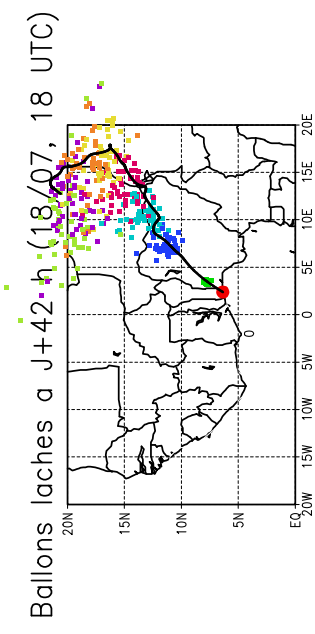 Ballons laches a J+42 h (18/07, 18 UTC)
20N
15N
10N
5N
EQ
20W 15W 10W 5W 0 5E 10E 15E 20E
0